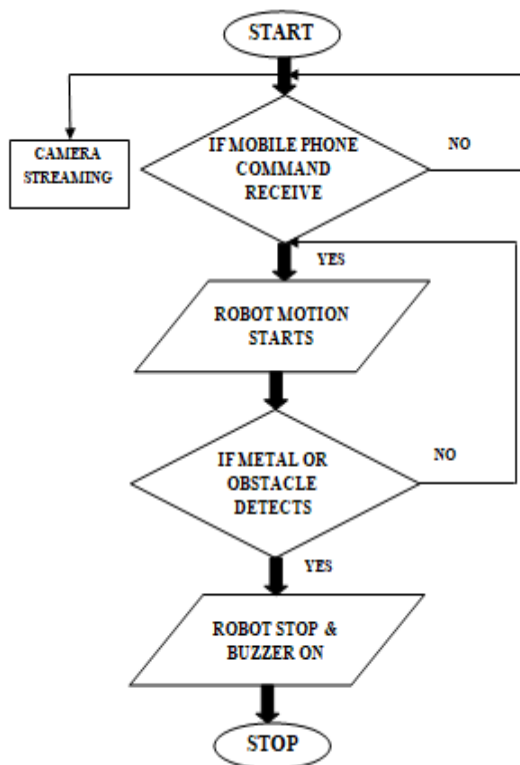 START
CAMERA
STREAMING
IF MOBILE PHONE
COMMAND
RECEIVE
NO
YES
ROBOT MOTION
STARTS
IF METAL OR
OBSTACLE
DETECTS
NO
YES
ROBOT STOP &
BUZZER ON
STOP